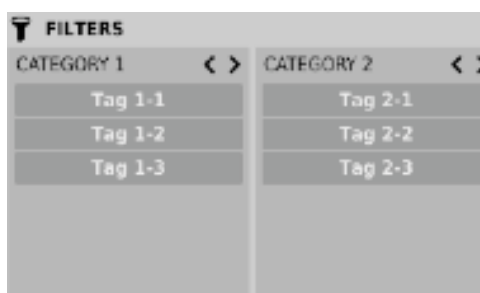 FILTERS
CATEGORY 1 < >
Tag 1-1
Tag 1-2
Tag 1-3
CATEGORY 2 < >
Tag 2-1
Tag 2-2
Tag 2-3